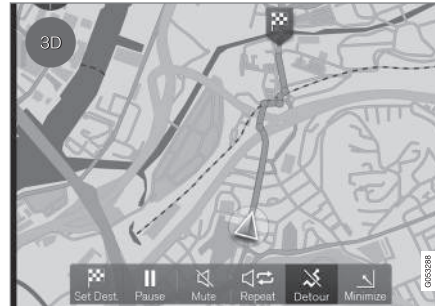 3D
Set Dest.
Pause
Mute
Repeat
Detour
Minimize
G053288